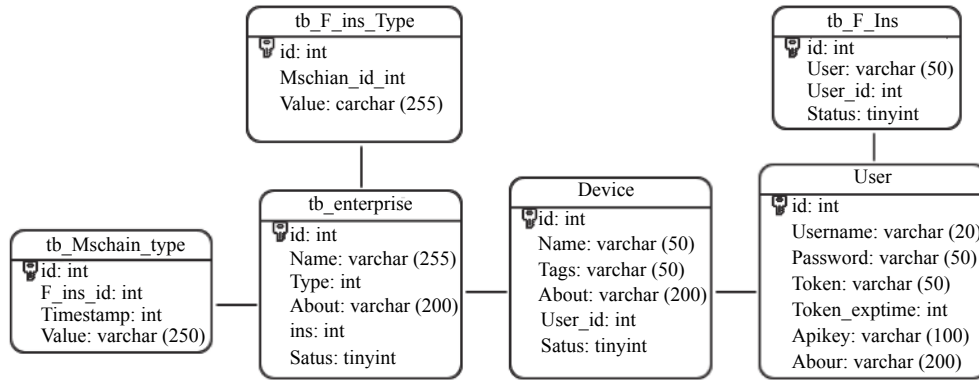 tb_F_ins_Type
id: int
Mschian_id_int
Value: carchar (255)
tb_F_Ins
id: int
User: varchar (50)
User_id: int
Status: tinyint
tb_Mschain_type
id: int
F_ins_id: int
Timestamp: int
Value: varchar (250)
tb_enterprise
id: int
Name: varchar (255)
Type: int
About: varchar (200)
ins: int
Satus: tinyint
Device
id: int
Name: varchar (50)
Tags: varchar (50)
About: varchar (200)
User_id: int
Satus: tinyint
User
id: int
Username: varchar (20)
Password: varchar (50)
Token: varchar (50)
Token_exptime: int
Apikey: varchar (100)
Abour: varchar (200)